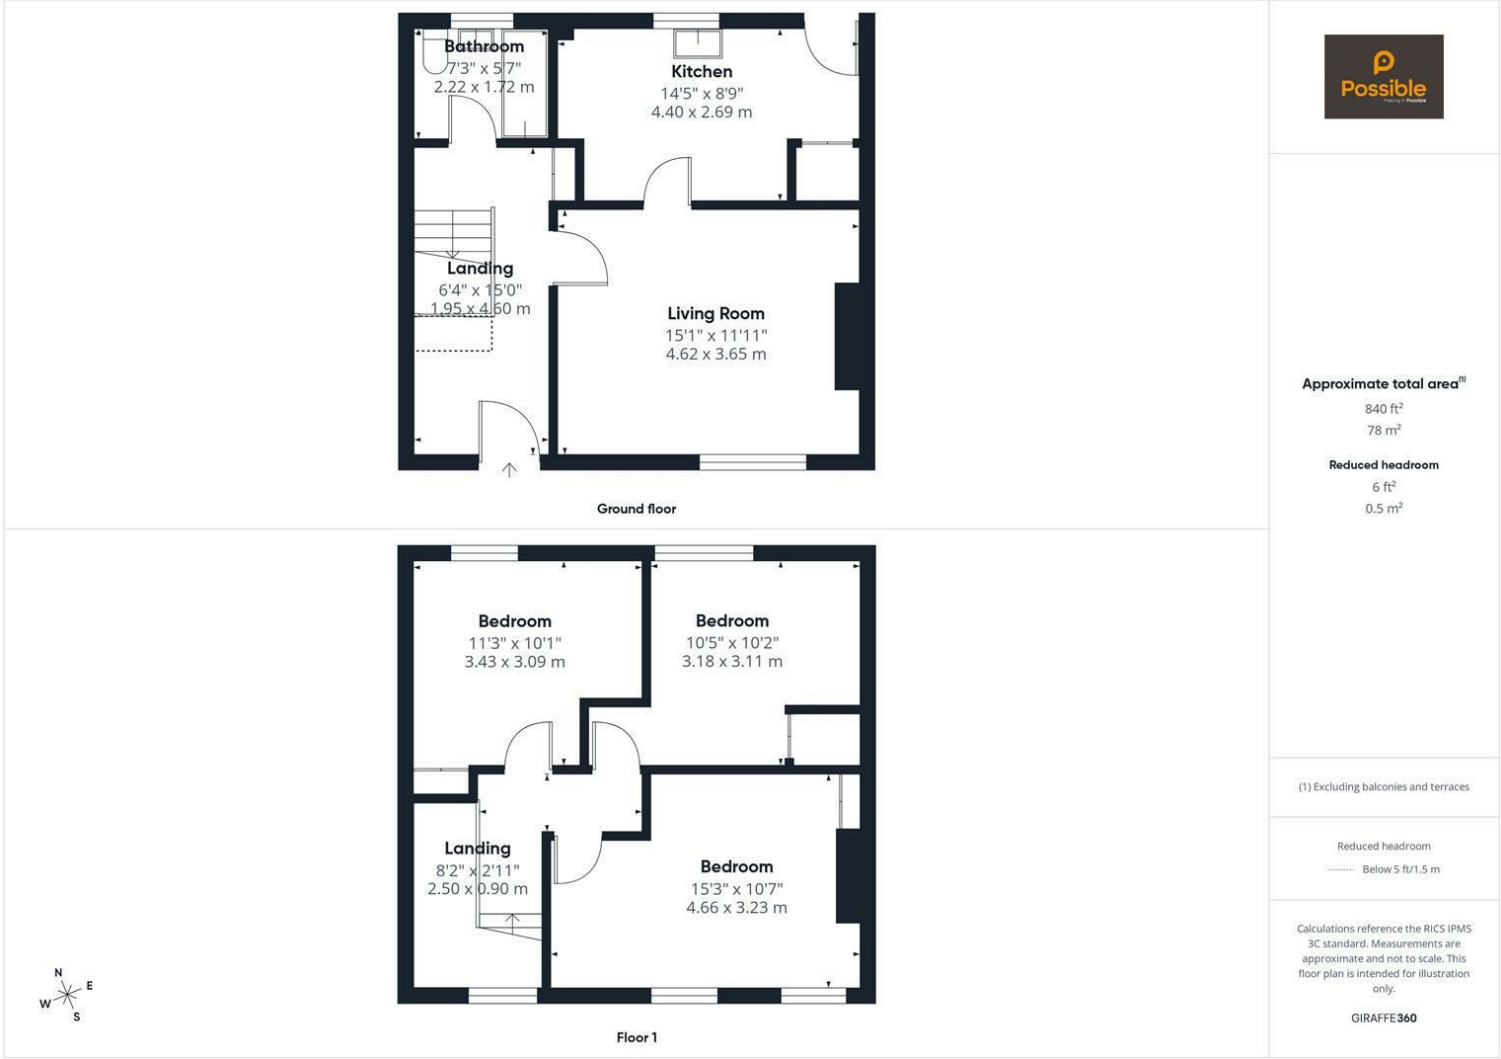 Bathroom
7'3" x 5'7"
2.22 x 1.72 m
Kitchen
14'5" x 8'9"
4.40 x 2.69 m
Landing
6'4" x 15'0"
1.95 x 4.60 m
Living Room
15'1" x 11'11"
4.62 x 3.65 m
Ground floor
Bedroom
11'3" x 10'1"
3.43 x 3.09 m
Bedroom
10'5" x 10'2"
3.18 x 3.11 m
Landing
8'2" x 2'11"
2.50 x 0.90 m
Bedroom
15'3" x 10'7"
4.66 x 3.23 m
Floor 1
N
E
W
S
Possible
Making it Possible
Approximate total area(1)
840 ft²
78 m²
Reduced headroom
6 ft²
0.5 m²
(1) Excluding balconies and terraces
Reduced headroom
Below 5 ft/1.5 m
Calculations reference the RICS IPMS
3C standard. Measurements are
approximate and not to scale. This
floor plan is intended for illustration
only.
GIRAFFE360